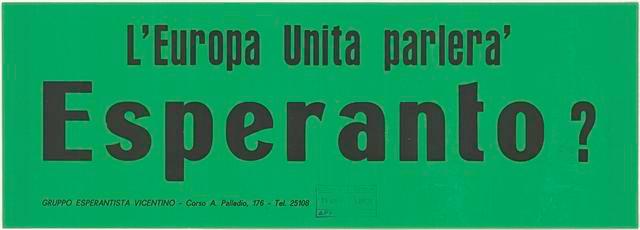 L'Europa Unita parlera'
Esperanto?
GRUPPO ESPERANTISTA VICENTINO - Corso A. Palladio, 176 - Tel. 25108